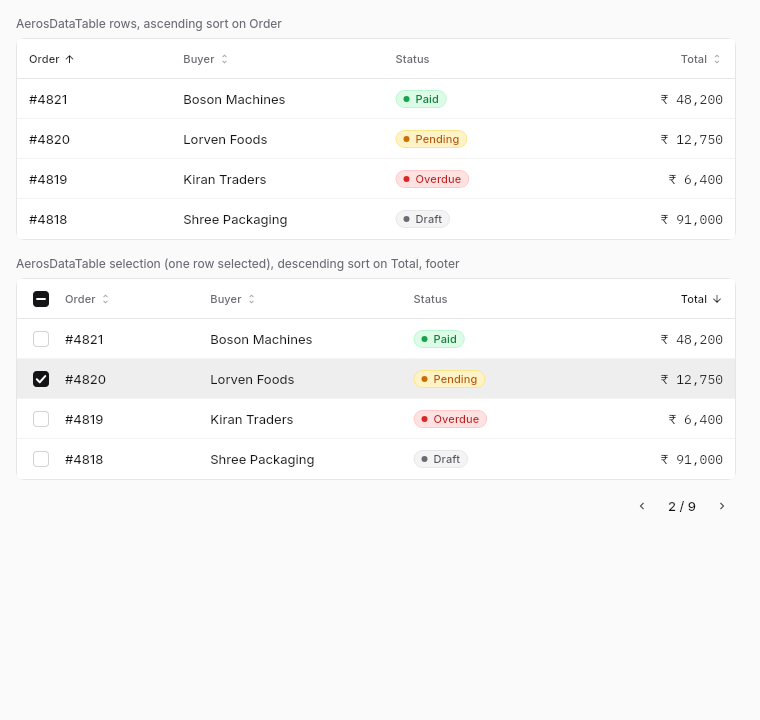 AerosDataTable rows, ascending sort on Order
Order Buyer Status Total
#4821 Boson Machines Paid ₹ 48,200
#4820 Lorven Foods Pending ₹ 12,750
#4819 Kiran Traders Overdue ₹ 6,400
#4818 Shree Packaging Draft ₹ 91,000
AerosDataTable selection (one row selected), descending sort on Total, footer
Order Buyer Status Total
#4821 Boson Machines Paid ₹ 48,200
#4820 Lorven Foods Pending ₹ 12,750
#4819 Kiran Traders Overdue ₹ 6,400
#4818 Shree Packaging Draft ₹ 91,000
2 / 9